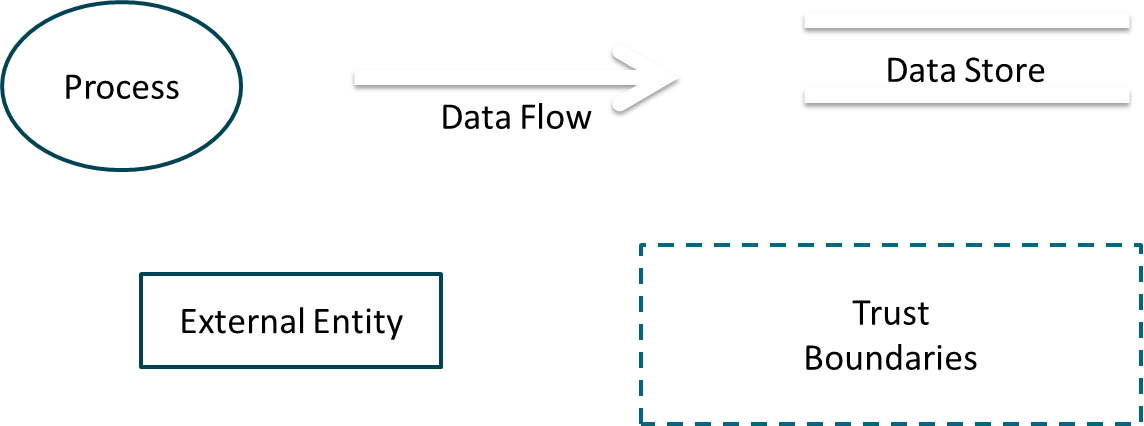 Process
Data Flow
Data Store
External Entity
Trust
Boundaries